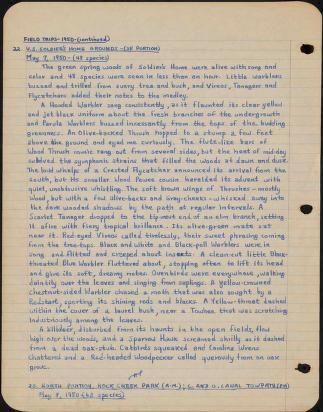 FIELD TRIPS-1950-(continued)
22. U.S. SOLDIER'S HOME GROUNDS-(SE PORTION)
May 7, 1950-(48 species)
The green spring woods of Soldier's Home were alive with song and
color and 48 species were seen in less than an hour. Little Warblers
buzzed and trilled from every tree and bush, and Vireos, Tanagers and
Flycatchers added their notes to the medley.
A Hooded Warbler sang consistently, as it flaunted its clear yellow
and jet black uniform about the fresh branches of the undergrowth
and Parula Warblers buzzed incessantly from the tops of the budding
greenness. An Olive-backed Thrush hopped to a stump a few feet
above the ground and eyed me curiously. The flute-like bars of
Wood Thrush music rang out from several sides, but the heat of mid-day
subdued the symphonic strains that filled the woods at dawn and dusk.
The bold whelps of a Crested Flycatcher announced its arrival from the
south, but its smaller Wood Pewee cousin heralded its advent with
quiet, unobtrusive whistling. The soft brown wings of Thrushes-mostly
Wood, but with a few Olive-backs and Gray-cheeks-whisked away into
the dark wooded shadows by the path at regular intervals. A
Scarlet Tanager dropped to the tip-most end of an elm branch, setting
it afire with tropical brilliance. Its olive-green mate sat
near it. Red-eyed Vireos called tirelessly, their sweet phrases coming
from the tree-tops. Black and White and Black-poll Warblers were in
song and flitted and creeped about insects. A clean-cut little Black-
throated Blue Warbler fluttered about, stopping often to lift its head
and give its soft, dreamy notes. Ovenbirds were everywhere, walking
daintily over the leaves and singing from saplings. A Yellow-crowned
Chestnut-sided Warbler chased a moth that was also sought by a
Redstart, sporting its shining reds and blacks. A Yellow-throat dashed
within the cover of a laurel bush, near a Towhee that was scratching
industriously among the leaves.
A Killdeer, disturbed from its haunts in the open fields, flew
high over the woods, and a Sparrow Hawk screamed shrilly as it dashed
from a dead oak-stub. Catbirds squeaked and Carolina Wrens
chattered and a Red-headed Woodpecker called querously from an oak
grove.
23. NORTH PORTION, ROCK CREEK PARK (A.M.); C. AND O. CANAL TOWPATH(PM)
May 8, 1950 (62 species)